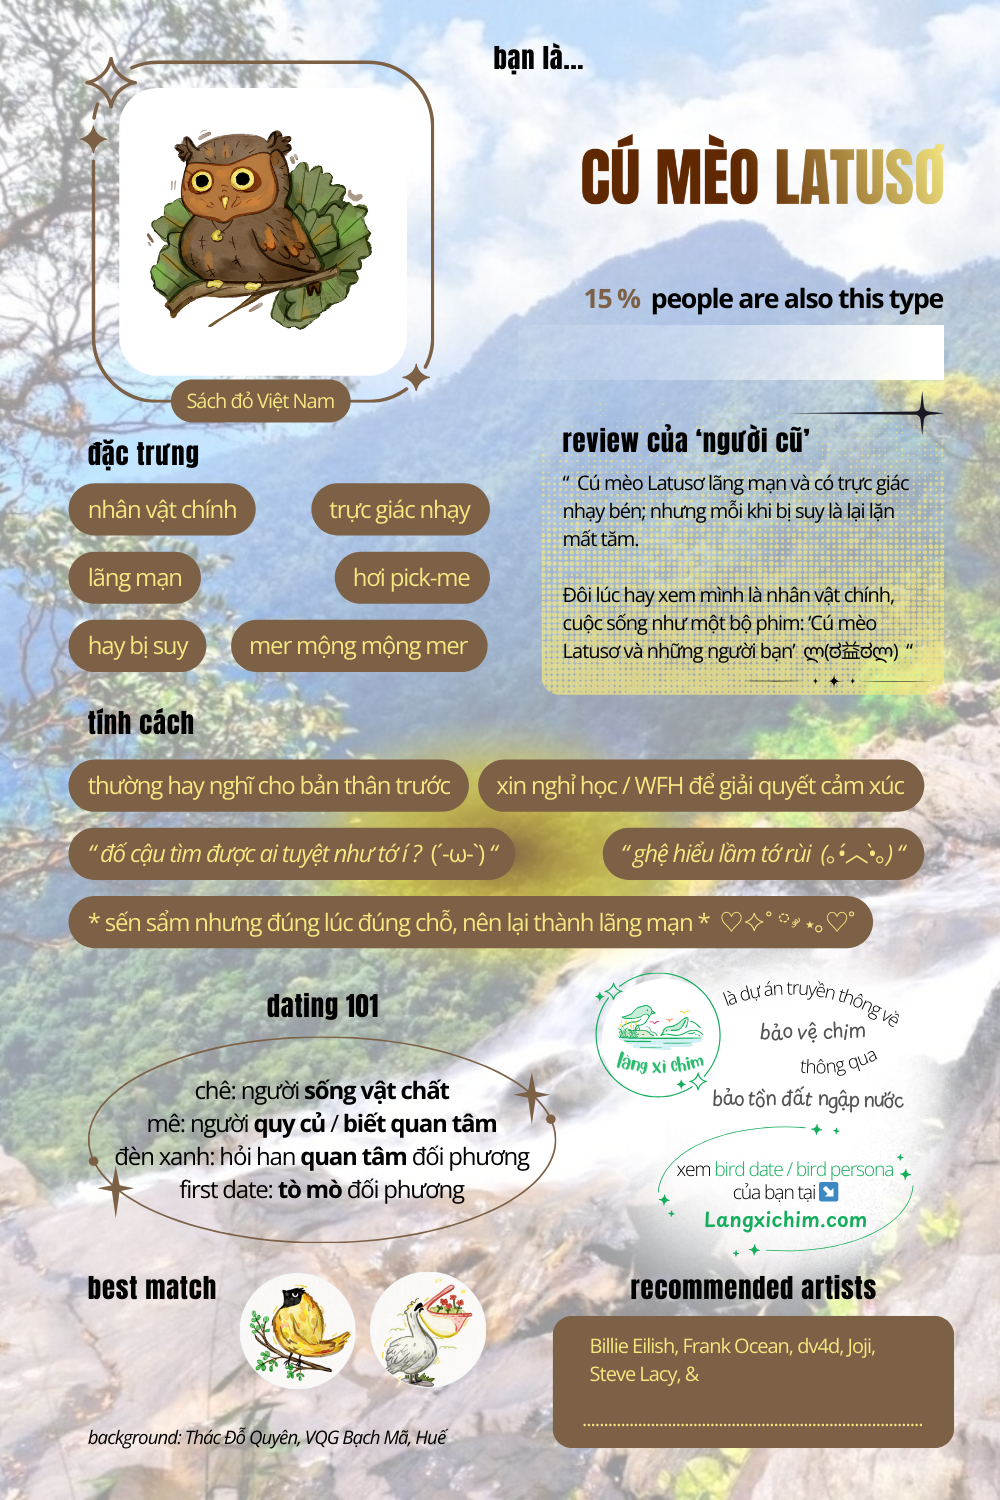 bạn là...
CÚ MÈO LATUSƠ
15 % people are also this type
Sách đỏ Việt Nam
đặc trưng
nhân vật chính
trực giác nhạy
lãng mạn
hơi pick-me
hay bị suy
mer mộng mộng mer
review của ‘người cũ’
“ Cú mèo Latusơ lãng mạn và có trực giác
nhạy bén; nhưng mỗi khi bị suy là lại lặn
mất tăm.
Đôi lúc hay xem mình là nhân vật chính,
cuộc sống như một bộ phim: ‘Cú mèo
Latusơ và những người bạn’ ლ(ಠ益ಠლ) “
tính cách
thường hay nghĩ cho bản thân trước
xin nghỉ học / WFH để giải quyết cảm xúc
“ đố cậu tìm được ai tuyệt như tớ í ? (´-ω-`) “
“ ghệ hiểu lầm tớ rùi (｡•́︿•̀｡) “
* sến sẩm nhưng đúng lúc đúng chỗ, nên lại thành lãng mạn * ♡✧˚ ༘ ⋆｡♡˚
dating 101
chê: người sống vật chất
mê: người quy củ / biết quan tâm
đèn xanh: hỏi han quan tâm đối phương
first date: tò mò đối phương
làng xì chim
là dự án truyền thông về
bảo vệ chim
thông qua
bảo tồn đất ngập nước
xem bird date / bird persona
của bạn tại ↘️
Langxichim.com
best match
recommended artists
Billie Eilish, Frank Ocean, dv4d, Joji,
Steve Lacy, &
background: Thác Đỗ Quyên, VQG Bạch Mã, Huế